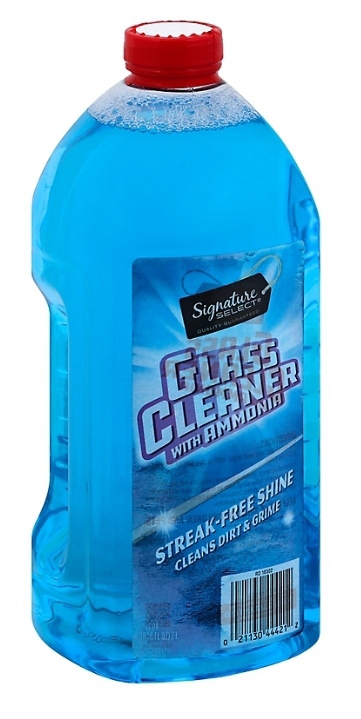 Signature
SELECT®
QUALITY GUARANTEED
GLASS
CLEANER
WITH AMMONIA
STREAK-FREE SHINE
CLEANS DIRT & GRIME
0 21130 44421 2